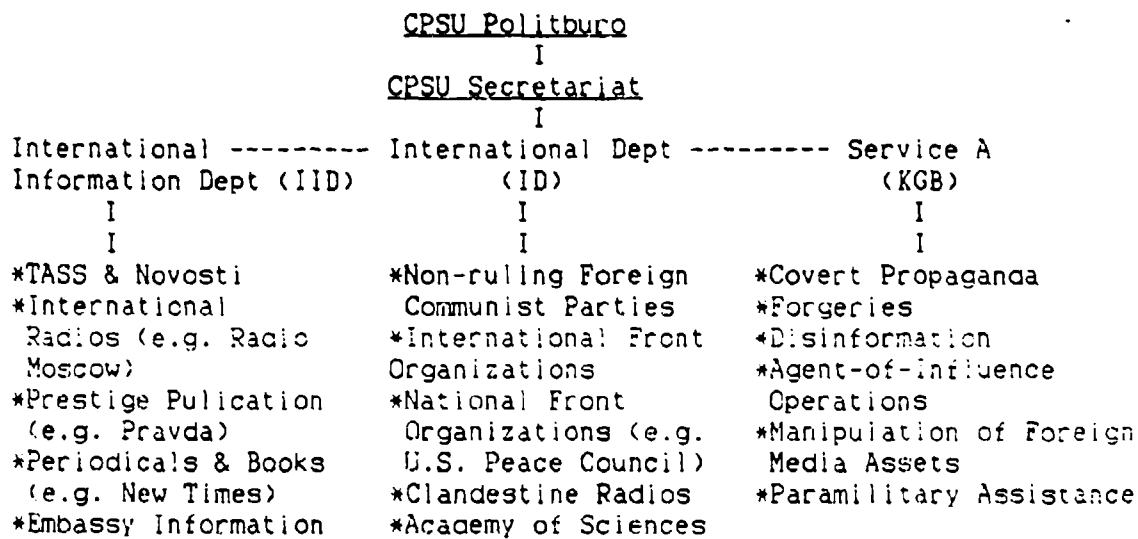 CPSU Politburo
I
CPSU Secretariat
I
International --------- International Dept --------- Service A
Information Dept (IID) (ID) (KGB)
I I I
I I I
*TASS & Novosti *Non-ruling Foreign *Covert Propaganda
*International Communist Parties *Forgeries
Radios (e.g. Radio *International Front *Disinformation
Moscow) Organizations *Agent-of-Influence
*Prestige Pulication *National Front Operations
(e.g. Pravda) Organizations (e.g. *Manipulation of Foreign
*Periodicals & Books U.S. Peace Council) Media Assets
(e.g. New Times) *Clandestine Radios *Paramilitary Assistance
*Embassy Information *Academy of Sciences